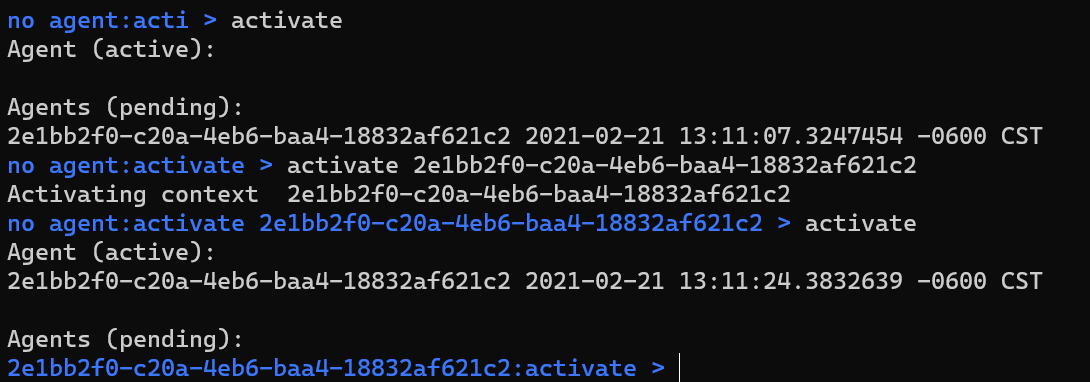 no agent:acti > activate
Agent (active):
Agents (pending):
2e1bb2f0-c20a-4eb6-baa4-18832af621c2 2021-02-21 13:11:07.3247454 -0600 CST
no agent:activate > activate 2e1bb2f0-c20a-4eb6-baa4-18832af621c2
Activating context  2e1bb2f0-c20a-4eb6-baa4-18832af621c2
no agent:activate 2e1bb2f0-c20a-4eb6-baa4-18832af621c2 > activate
Agent (active):
2e1bb2f0-c20a-4eb6-baa4-18832af621c2 2021-02-21 13:11:24.3832639 -0600 CST
Agents (pending):
2e1bb2f0-c20a-4eb6-baa4-18832af621c2:activate >